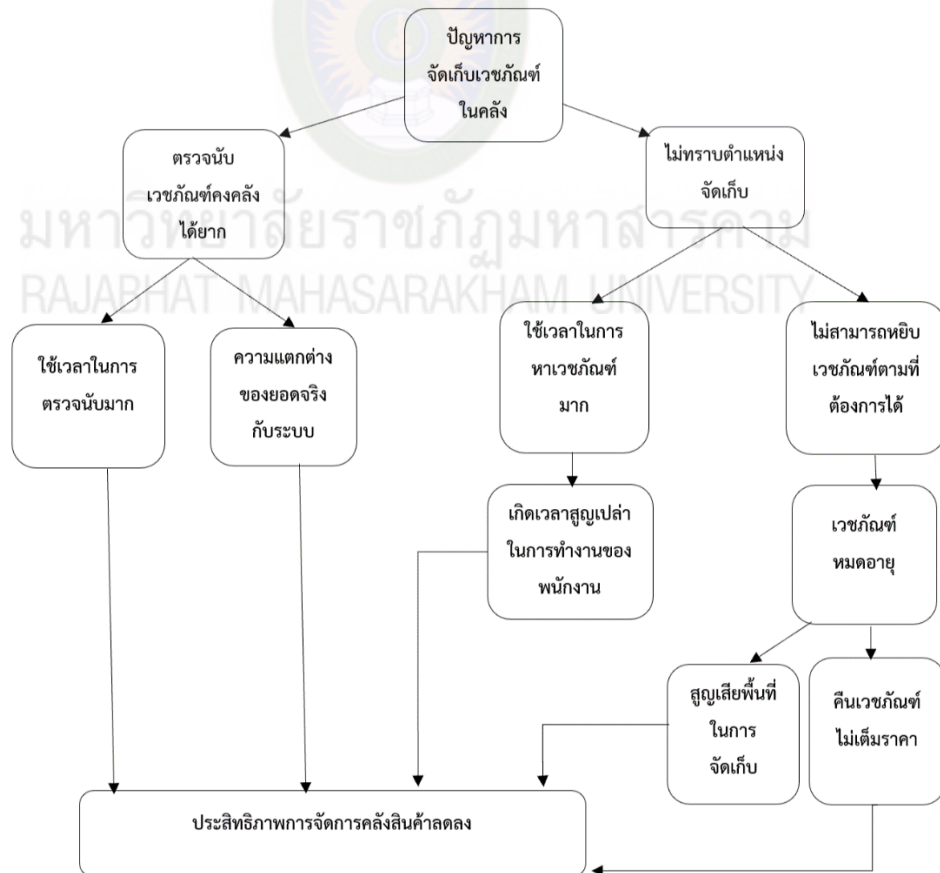 ปัญหาการ
จัดเก็บเวชภัณฑ์
ในคลัง
ตรวจนับ
เวชภัณฑ์คงคลัง
ได้ยาก
ไม่ทราบตำแหน่ง
จัดเก็บ
มหาวิทยาลัยราชภัฏมหาสารคาม
RAJABHAT MAHASARAKHAM UNIVERSITY
ใช้เวลาในการ
ตรวจนับมาก
ความแตกต่าง
ของยอดจริง
กับระบบ
ใช้เวลาในการ
หาเวชภัณฑ์
มาก
ไม่สามารถหยิบ
เวชภัณฑ์ตามที่
ต้องการได้
เกิดเวลาสูญเปล่า
ในการทำงานของ
พนักงาน
เวชภัณฑ์
หมดอายุ
สูญเสียพื้นที่
ในการ
จัดเก็บ
คืนเวชภัณฑ์
ไม่เต็มราคา
ประสิทธิภาพการจัดการคลังสินค้าลดลง